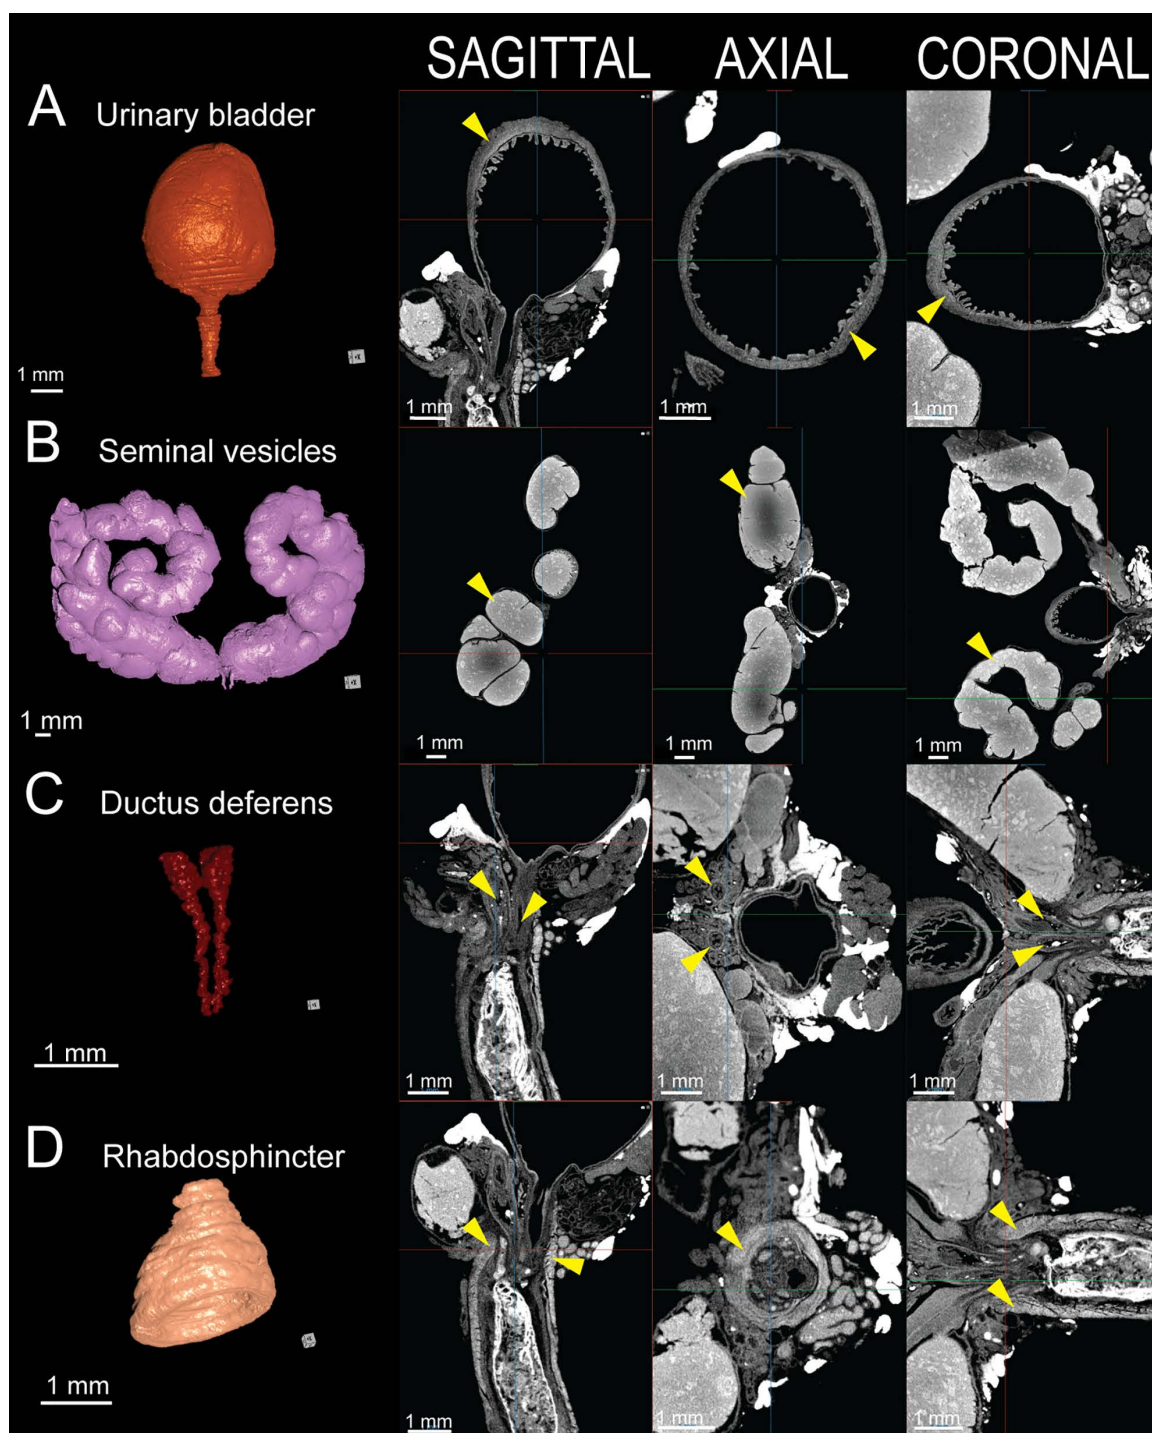 SAGITTAL AXIAL CORONAL
A Urinary bladder
1 mm
1 mm 1 mm 1 mm
B Seminal vesicles
1 mm
1 mm 1 mm 1 mm
C Ductus deferens
1 mm
1 mm 1 mm 1 mm
D Rhabdosphincter
1 mm
1 mm 1 mm 1 mm